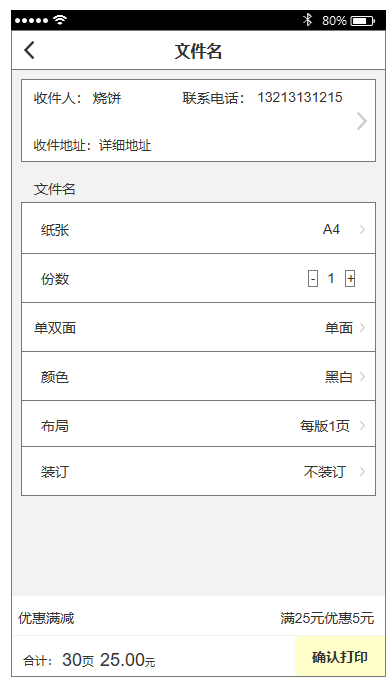 80%
文件名
收件人： 烧饼 联系电话： 13213131215
收件地址：详细地址
文件名
纸张 A4
份数 - 1 +
单双面 单面
颜色 黑白
布局 每版1页
装订 不装订
优惠满减 满25元优惠5元
合计： 30页 25.00元 确认打印